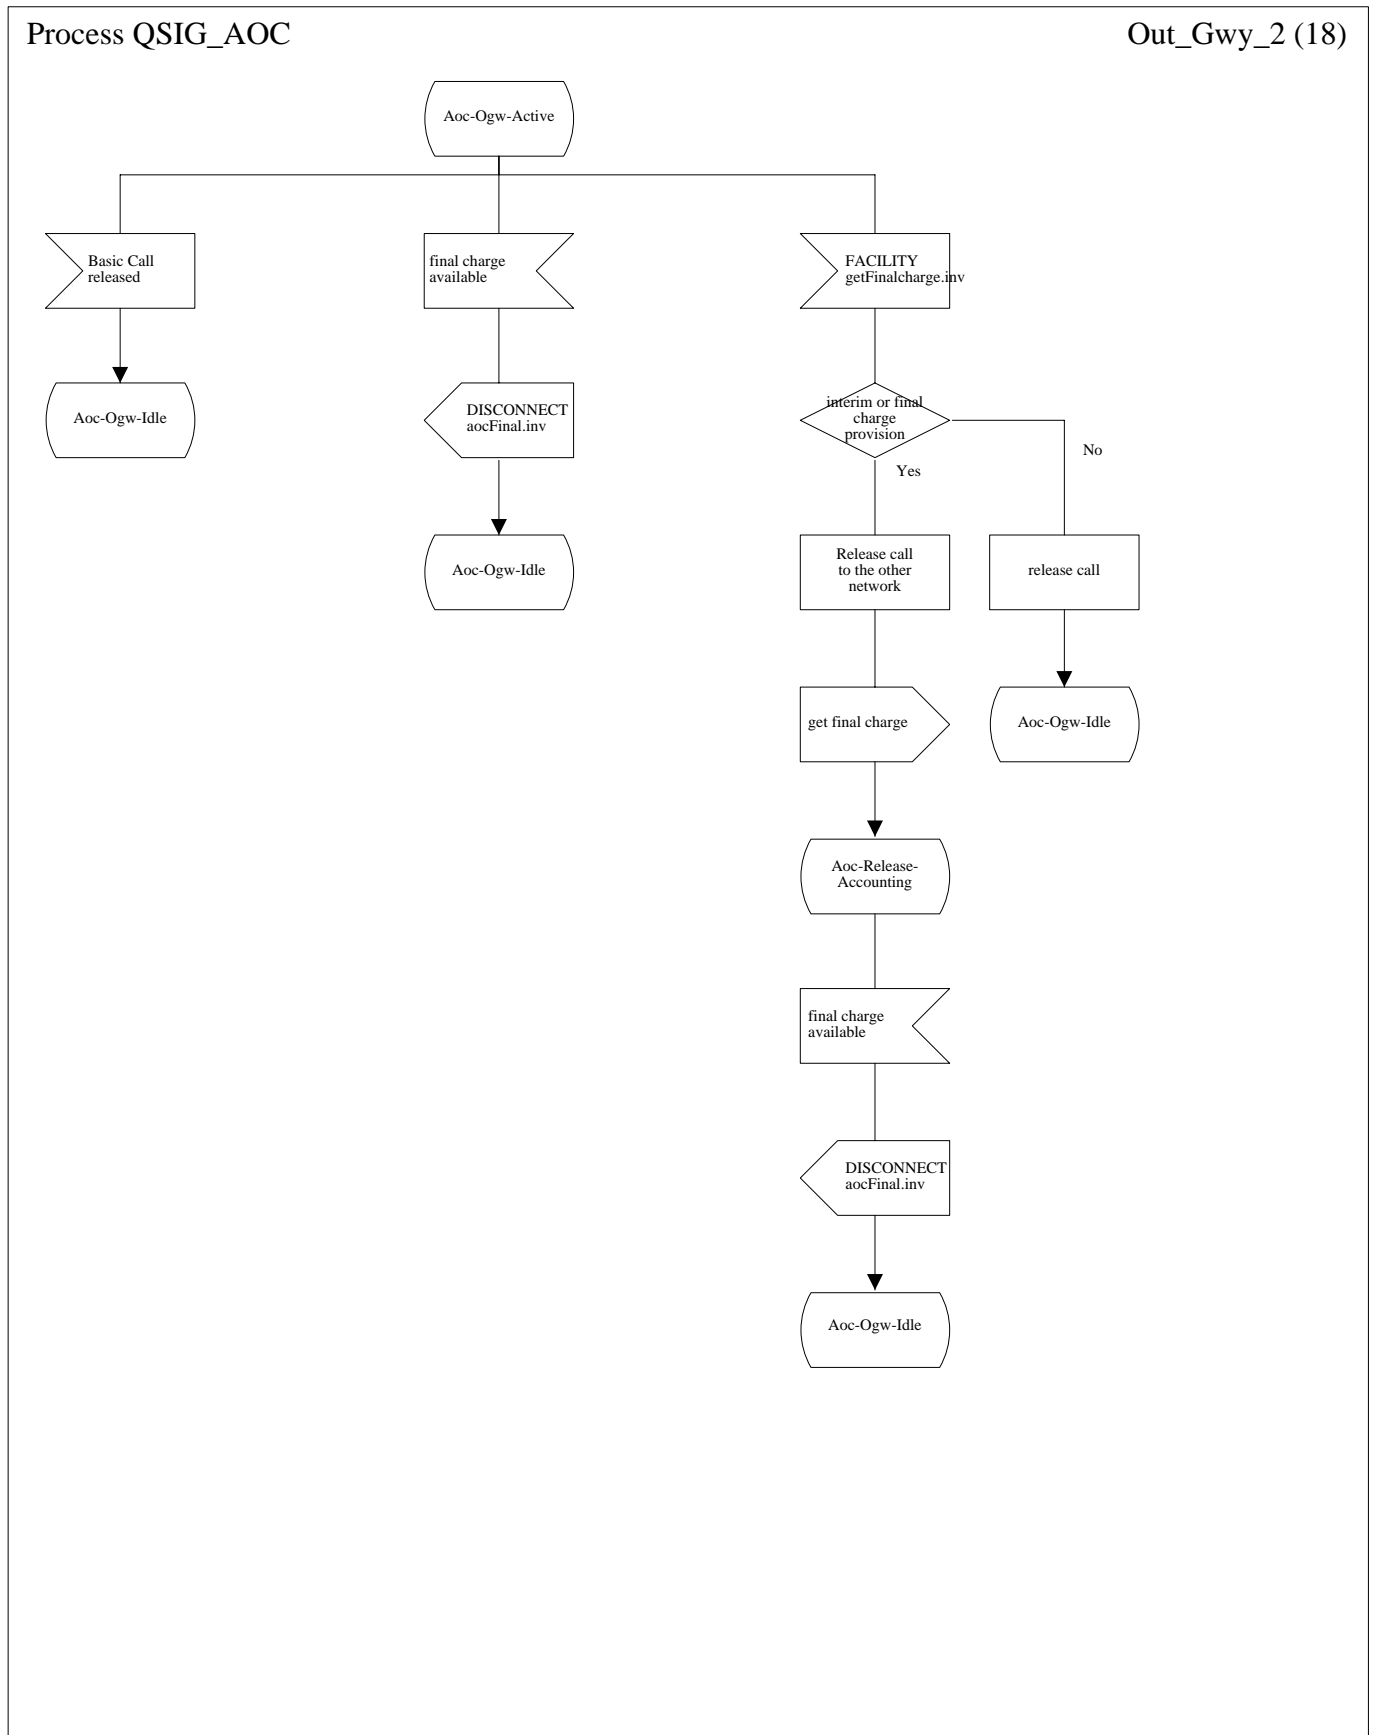 Process QSIG_AOC
Out_Gwy_2 (18)
Aoc-Ogw-Active
Basic Call
released
final charge
available
FACILITY
getFinalcharge.inv
Aoc-Ogw-Idle
DISCONNECT
aocFinal.inv
interim or final
charge
provision
No
Yes
Aoc-Ogw-Idle
Release call
to the other
network
release call
get final charge
Aoc-Ogw-Idle
Aoc-Release-
Accounting
final charge
available
DISCONNECT
aocFinal.inv
Aoc-Ogw-Idle